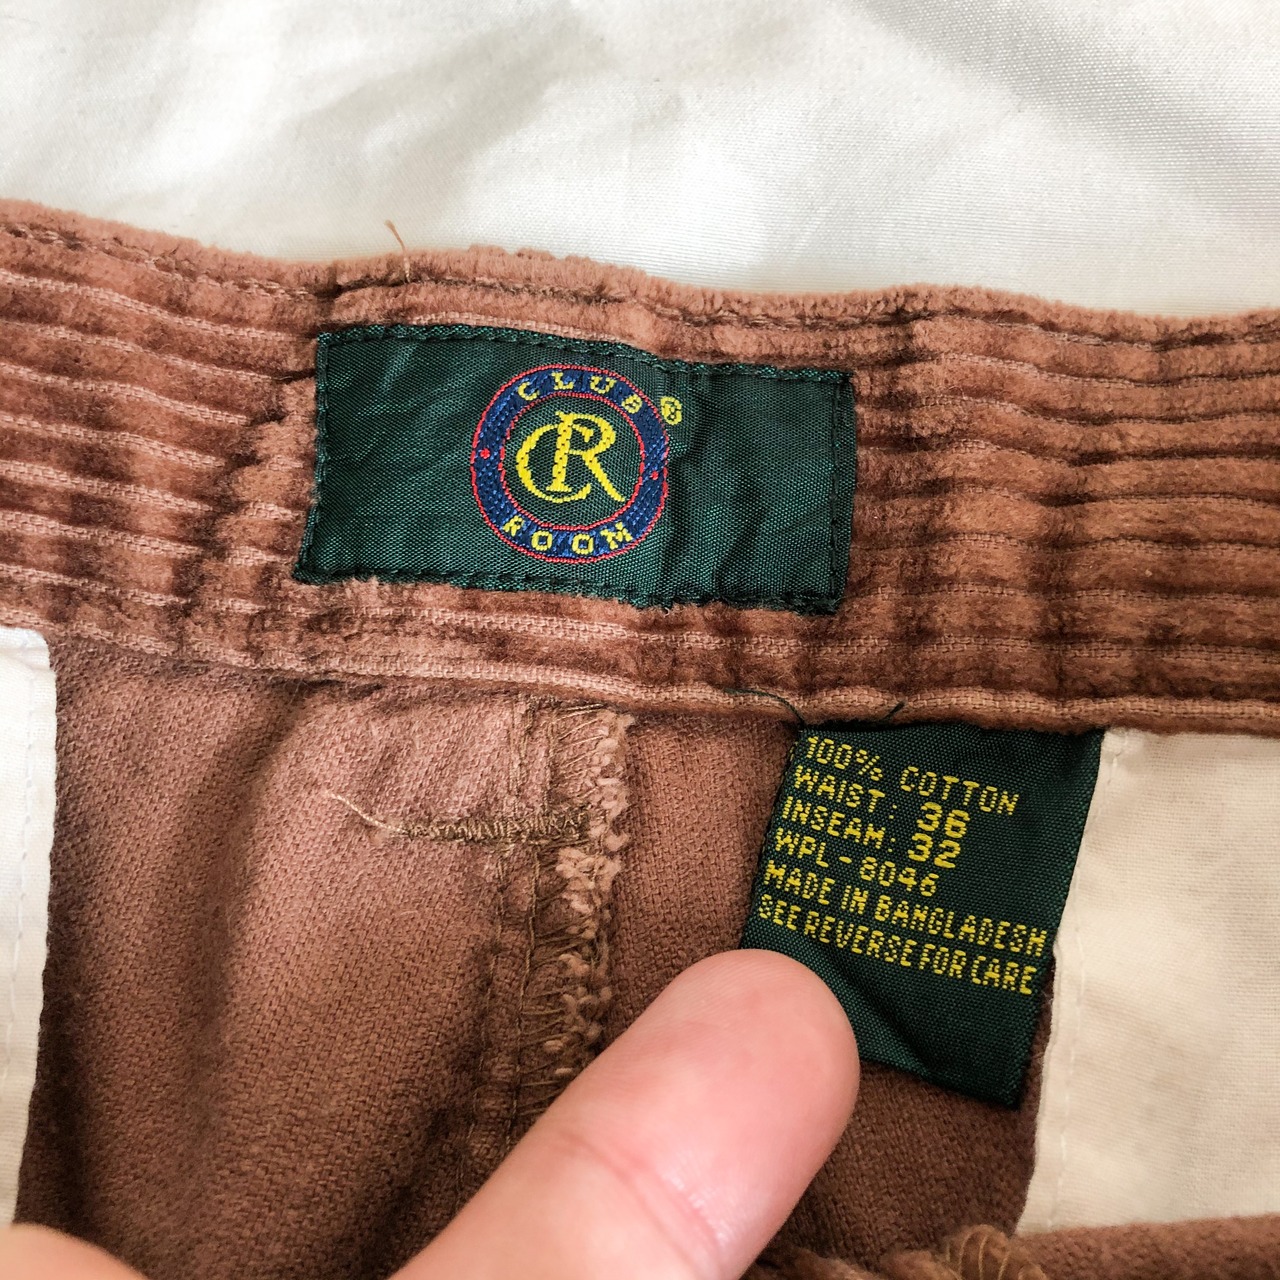 CLUB®
CR
ROOM
100% COTTON
WAIST: 36
INSEAM: 32
WPL-8046
MADE IN BANGLADESH
SEE REVERSE FOR CARE